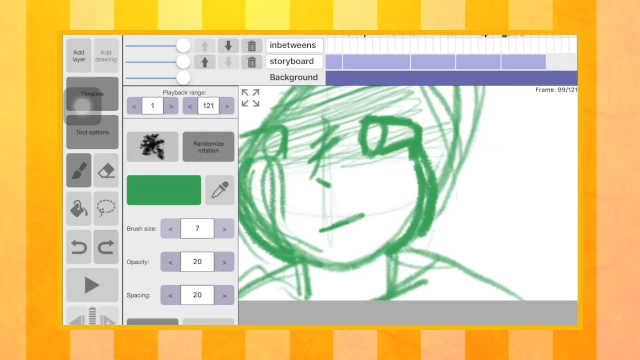 Add layer
Add drawing
inbetweens
storyboard
Background
Timeline
Playback range:
< 1 > < 121 >
Frame: 99/121
Tool options
Randomize rotation
Brush size: < 7 >
Opacity: < 20 >
Spacing: < 20 >